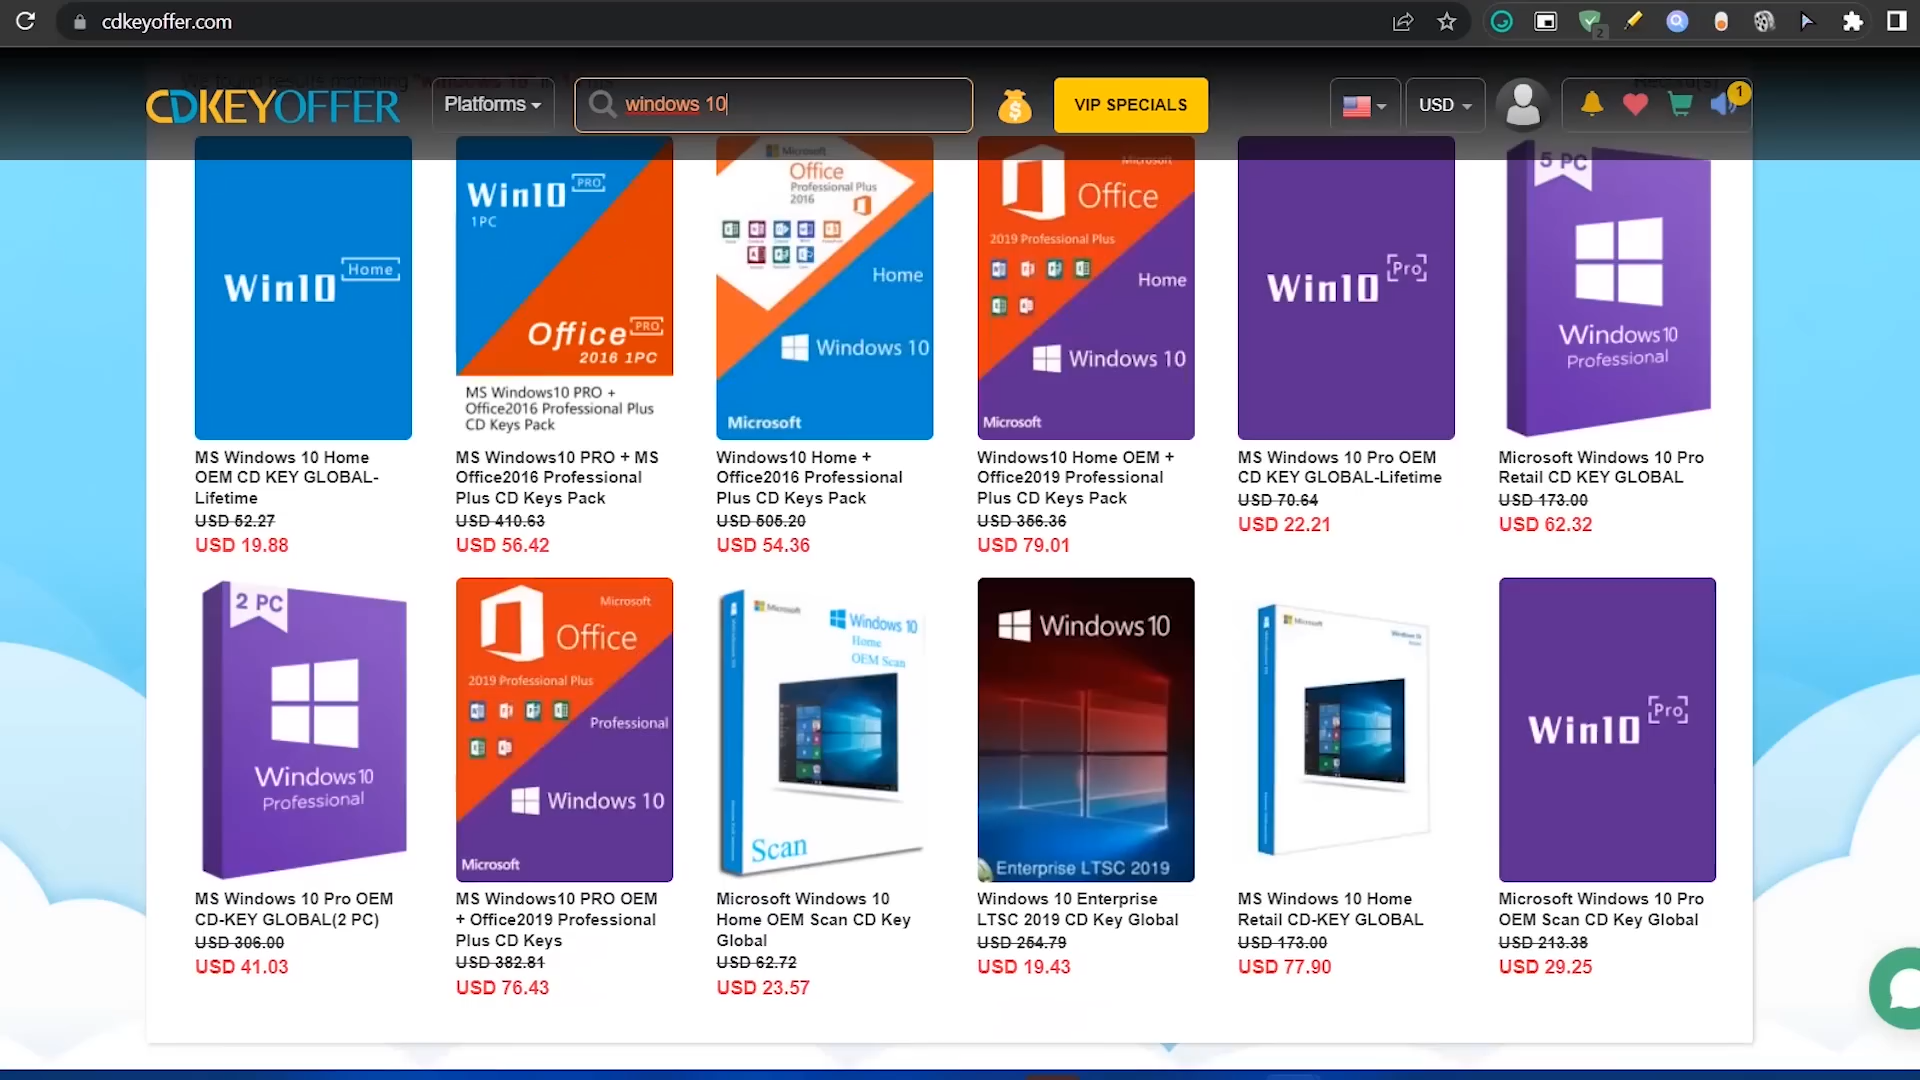 cdkeyoffer.com
2
CDKEYOFFER
Platforms
windows 10
VIP SPECIALS
USD
1
Win10 Home
Win10 PRO
1PC
Office PRO
2016 1PC
MS Windows10 PRO +
Office2016 Professional Plus
CD Keys Pack
Microsoft
Office
Professional Plus
2016
Home
Windows 10
Microsoft
Microsoft
Office
2019 Professional Plus
Home
Windows 10
Microsoft
Win10 Pro
5 PC
Windows 10
Professional
MS Windows 10 Home
OEM CD KEY GLOBAL-
Lifetime
USD 52.27
USD 19.88
MS Windows10 PRO + MS
Office2016 Professional
Plus CD Keys Pack
USD 410.63
USD 56.42
Windows10 Home +
Office2016 Professional
Plus CD Keys Pack
USD 505.20
USD 54.36
Windows10 Home OEM +
Office2019 Professional
Plus CD Keys Pack
USD 356.36
USD 79.01
MS Windows 10 Pro OEM
CD KEY GLOBAL-Lifetime
USD 70.64
USD 22.21
Microsoft Windows 10 Pro
Retail CD KEY GLOBAL
USD 173.00
USD 62.32
2 PC
Windows 10
Professional
Microsoft
Office
2019 Professional Plus
Professional
Windows 10
Microsoft
Microsoft
Windows 10
Home
OEM Scan
Scan
Windows 10
Enterprise LTSC 2019
Microsoft
Windows 10
Win10 Pro
MS Windows 10 Pro OEM
CD-KEY GLOBAL(2 PC)
USD 306.00
USD 41.03
MS Windows10 PRO OEM
+ Office2019 Professional
Plus CD Keys
USD 382.81
USD 76.43
Microsoft Windows 10
Home OEM Scan CD Key
Global
USD 62.72
USD 23.57
Windows 10 Enterprise
LTSC 2019 CD Key Global
USD 254.79
USD 19.43
MS Windows 10 Home
Retail CD-KEY GLOBAL
USD 173.00
USD 77.90
Microsoft Windows 10 Pro
OEM Scan CD Key Global
USD 213.38
USD 29.25